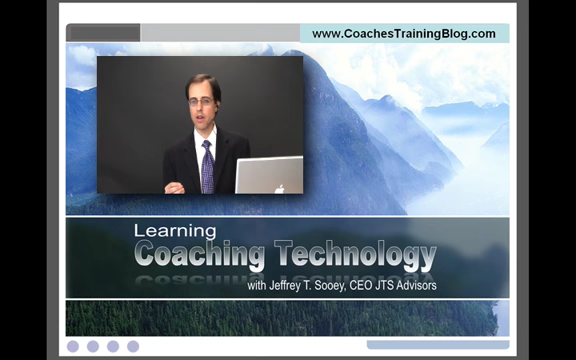 www.CoachesTrainingBlog.com
Learning
Coaching Technology
with Jeffrey T. Sooey, CEO JTS Advisors